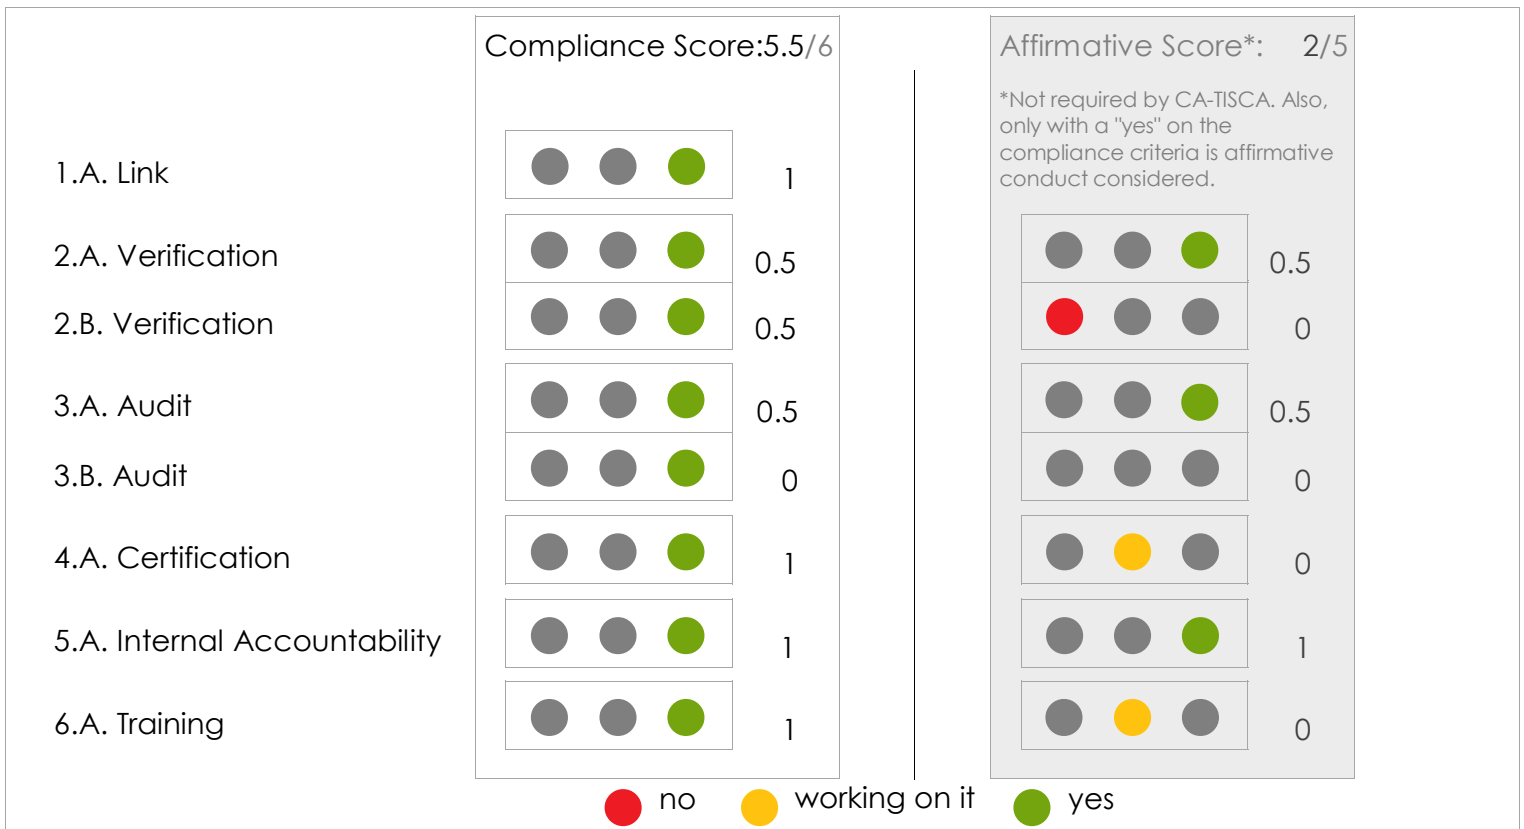 Compliance Score:5.5/6
Affirmative Score*: 2/5
*Not required by CA-TISCA. Also,
only with a "yes" on the
compliance criteria is affirmative
conduct considered.
1.A. Link 1
2.A. Verification 0.5 0.5
2.B. Verification 0.5 0
3.A. Audit 0.5 0.5
3.B. Audit 0 0
4.A. Certification 1 0
5.A. Internal Accountability 1 1
6.A. Training 1 0
no working on it yes